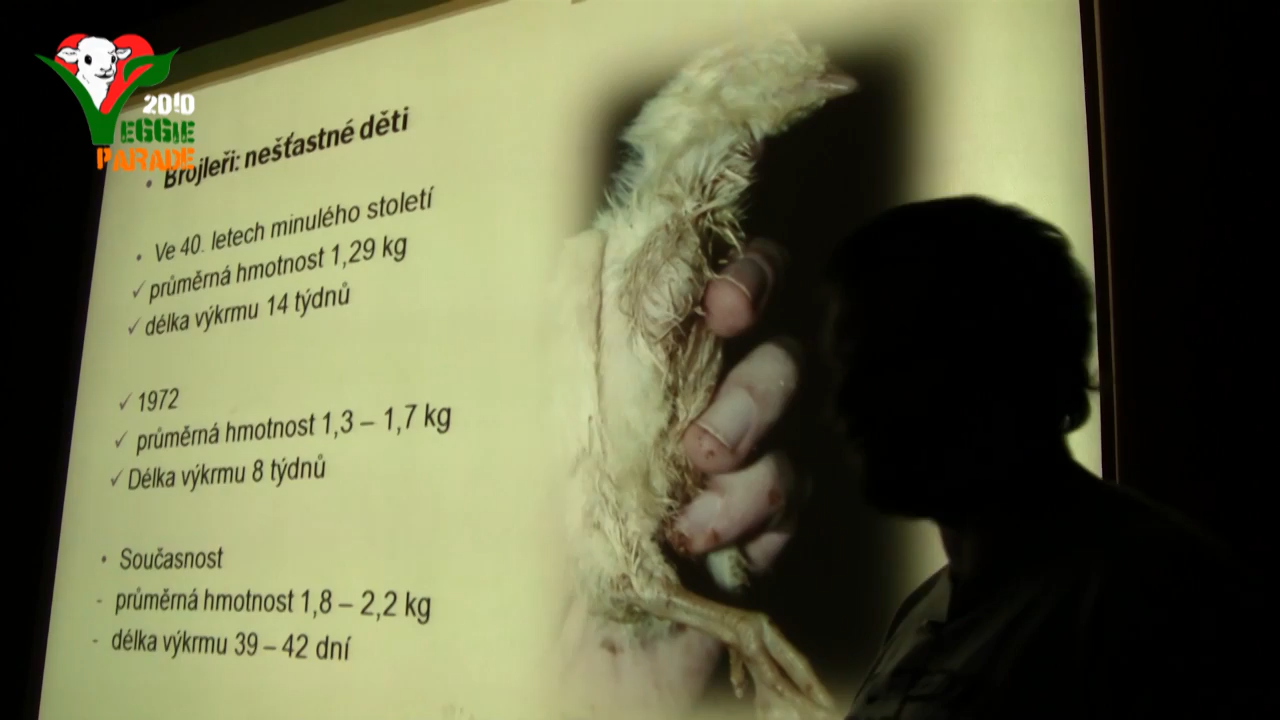 2010
VEGGIE
PARADE
• Brojleři: nešťastné děti
• Ve 40. letech minulého století
✓ průměrná hmotnost 1,29 kg
✓ délka výkrmu 14 týdnů
✓ 1972
✓ průměrná hmotnost 1,3 – 1,7 kg
✓ Délka výkrmu 8 týdnů
• Současnost
- průměrná hmotnost 1,8 – 2,2 kg
- délka výkrmu 39 – 42 dní